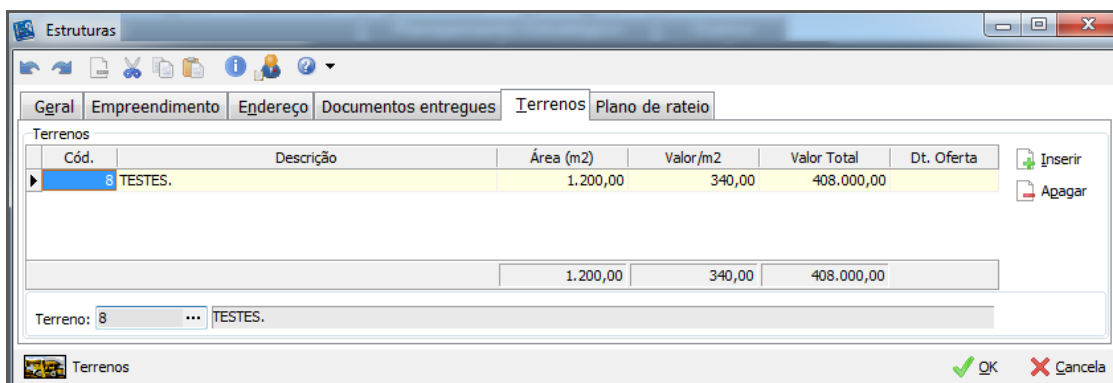 Estruturas
Geral Empreendimento Endereço Documentos entregues Terrenos Plano de rateio
Terrenos
Cód. Descrição Área (m2) Valor/m2 Valor Total Dt. Oferta
8 TESTES. 1.200,00 340,00 408.000,00
Inserir
Apagar
1.200,00 340,00 408.000,00
Terreno: 8 ... TESTES.
Terrenos OK Cancela